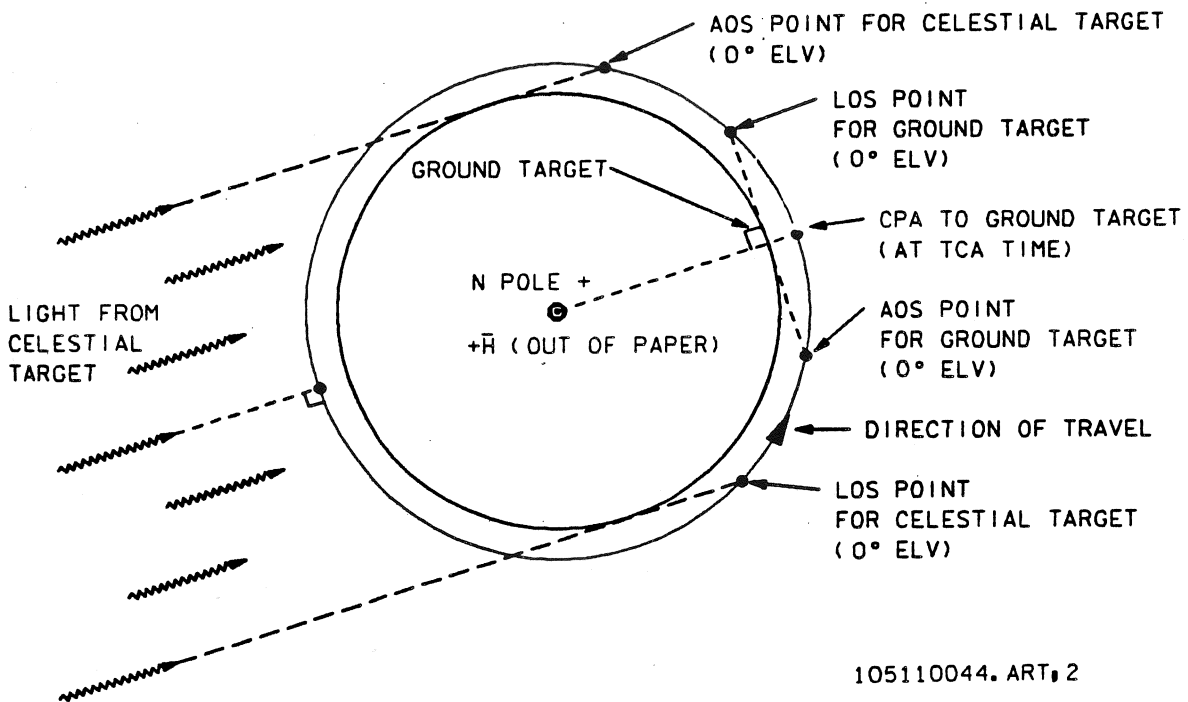 AOS POINT FOR CELESTIAL TARGET
(0° ELV)
LOS POINT
FOR GROUND TARGET
(0° ELV)
GROUND TARGET
CPA TO GROUND TARGET
(AT TCA TIME)
N POLE +
C
+H̅ (OUT OF PAPER)
LIGHT FROM
CELESTIAL
TARGET
AOS POINT
FOR GROUND TARGET
(0° ELV)
DIRECTION OF TRAVEL
LOS POINT
FOR CELESTIAL TARGET
(0° ELV)
105110044.ART,2